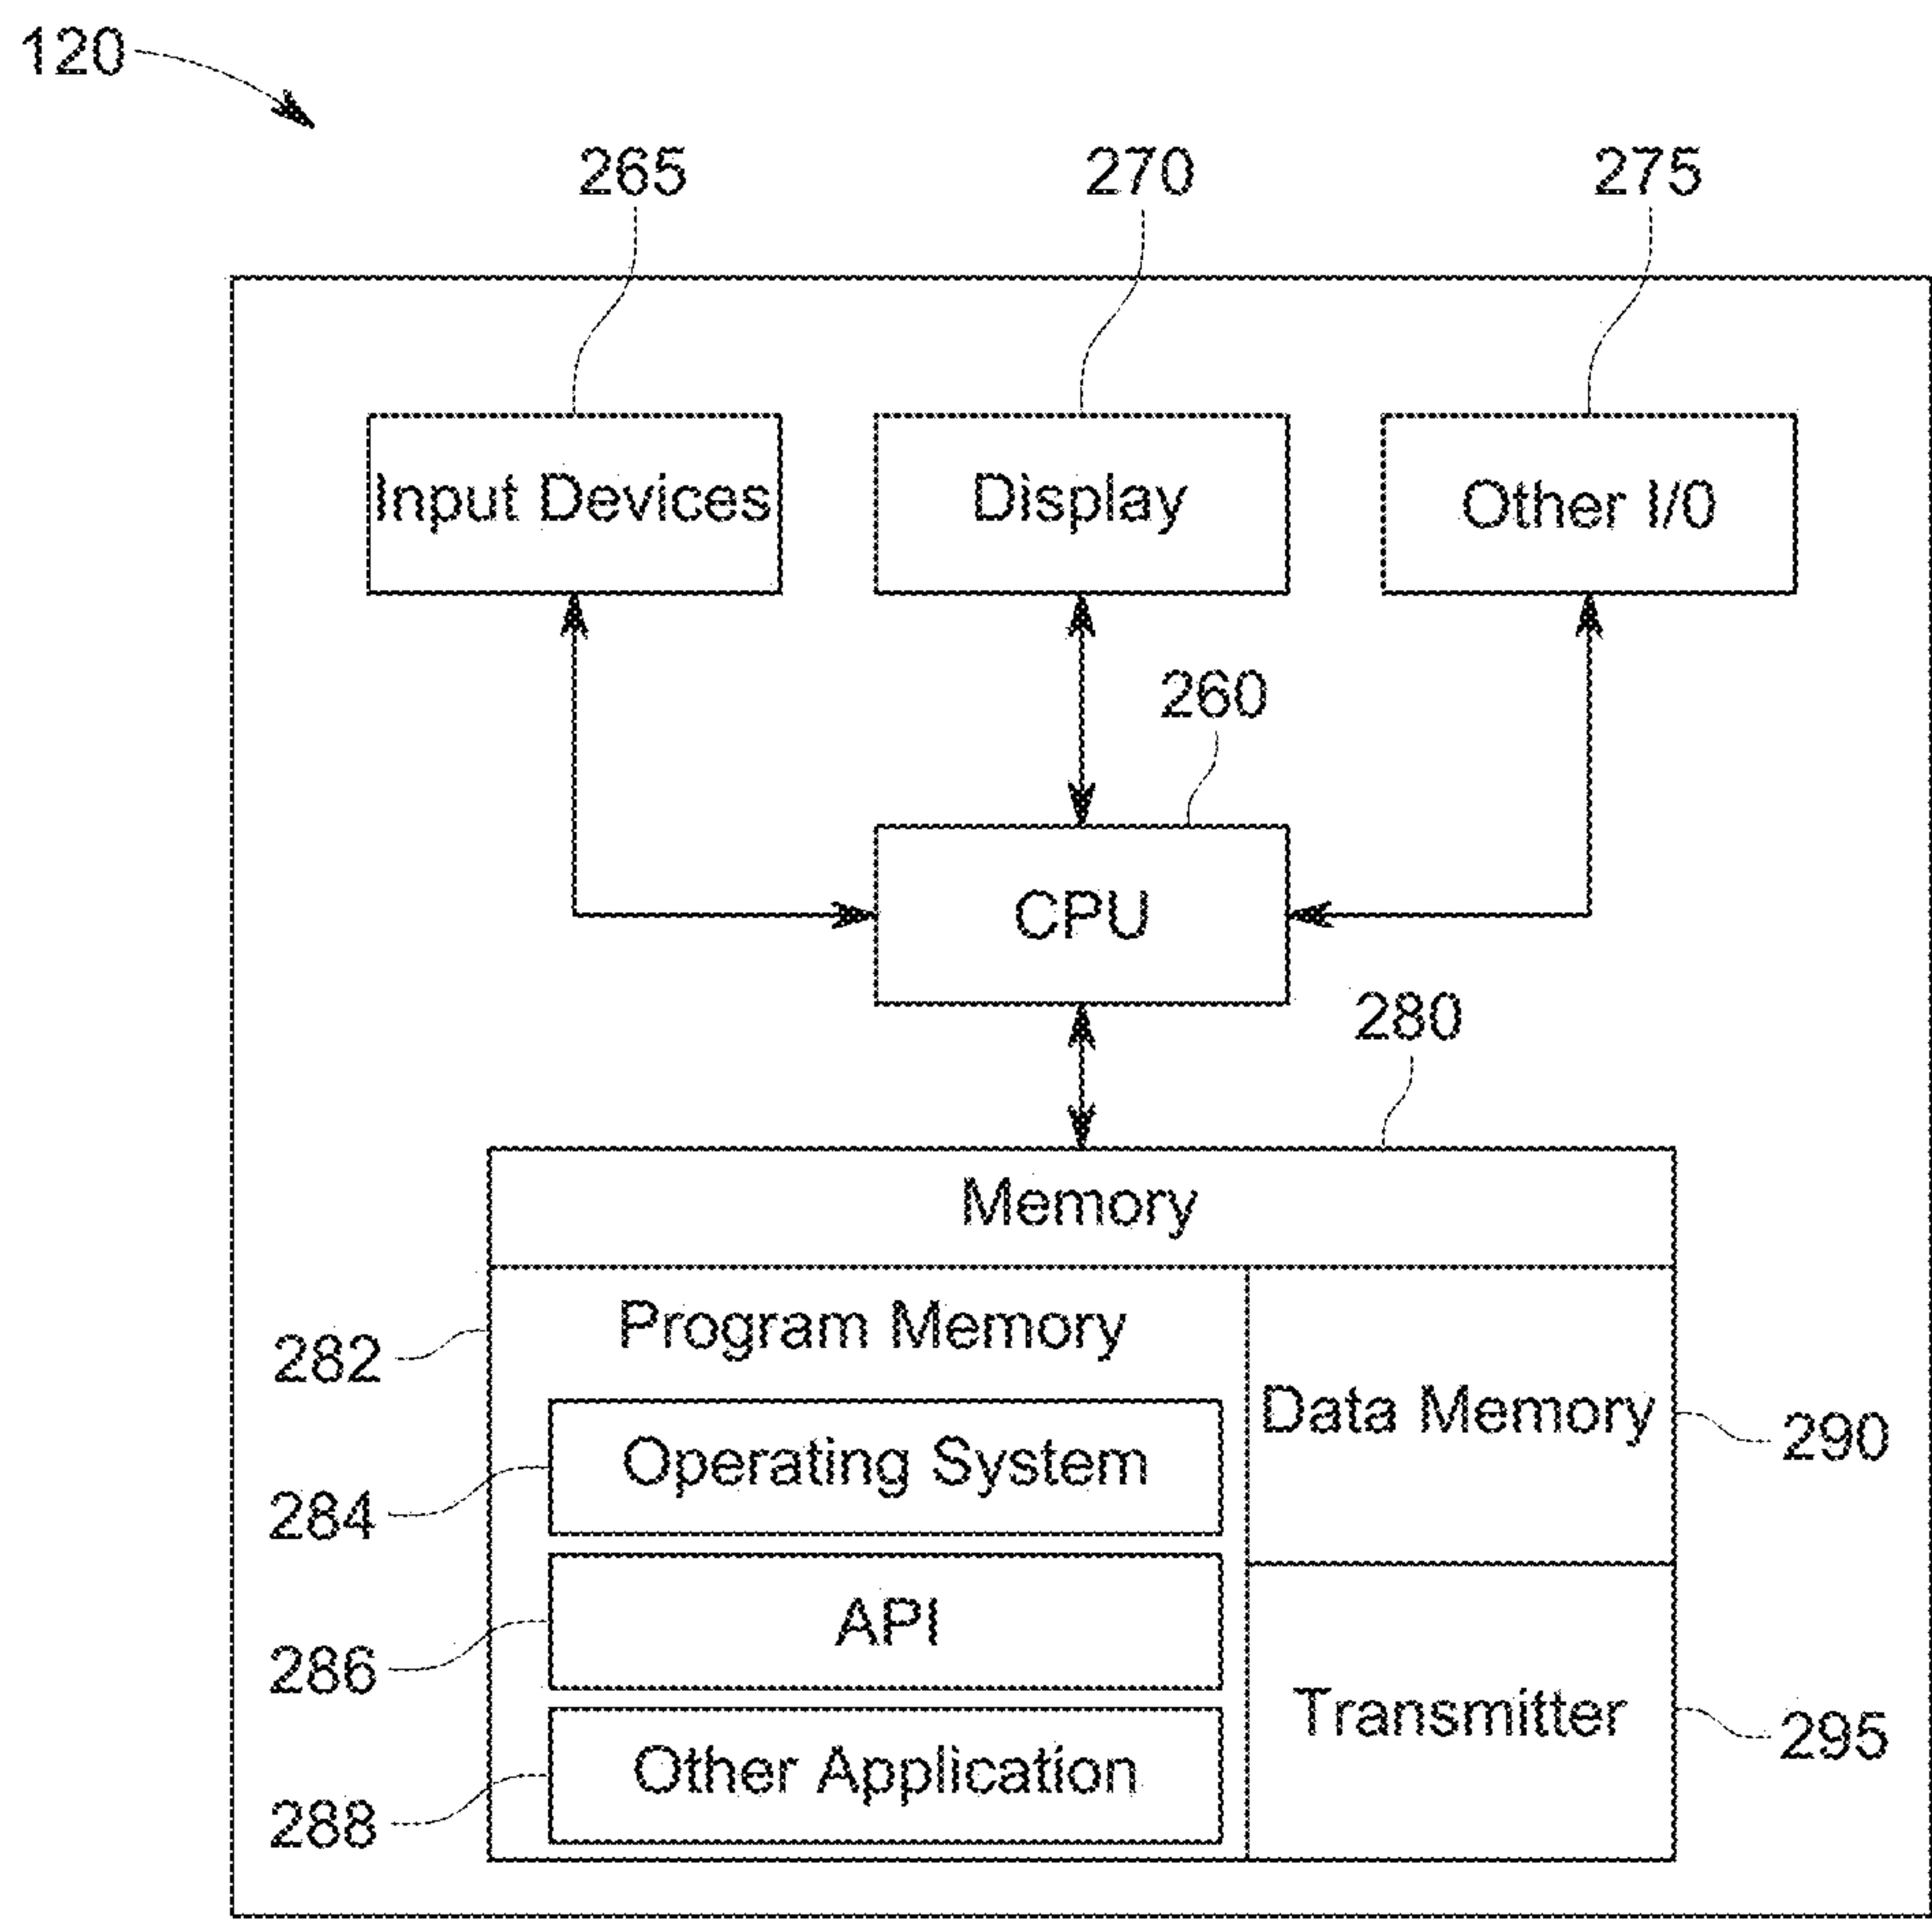 120
265
270
275
Input Devices
Display
Other I/0
260
CPU
280
Memory
Program Memory
282
Data Memory
290
Operating System
284
API
286
Transmitter
295
Other Application
288